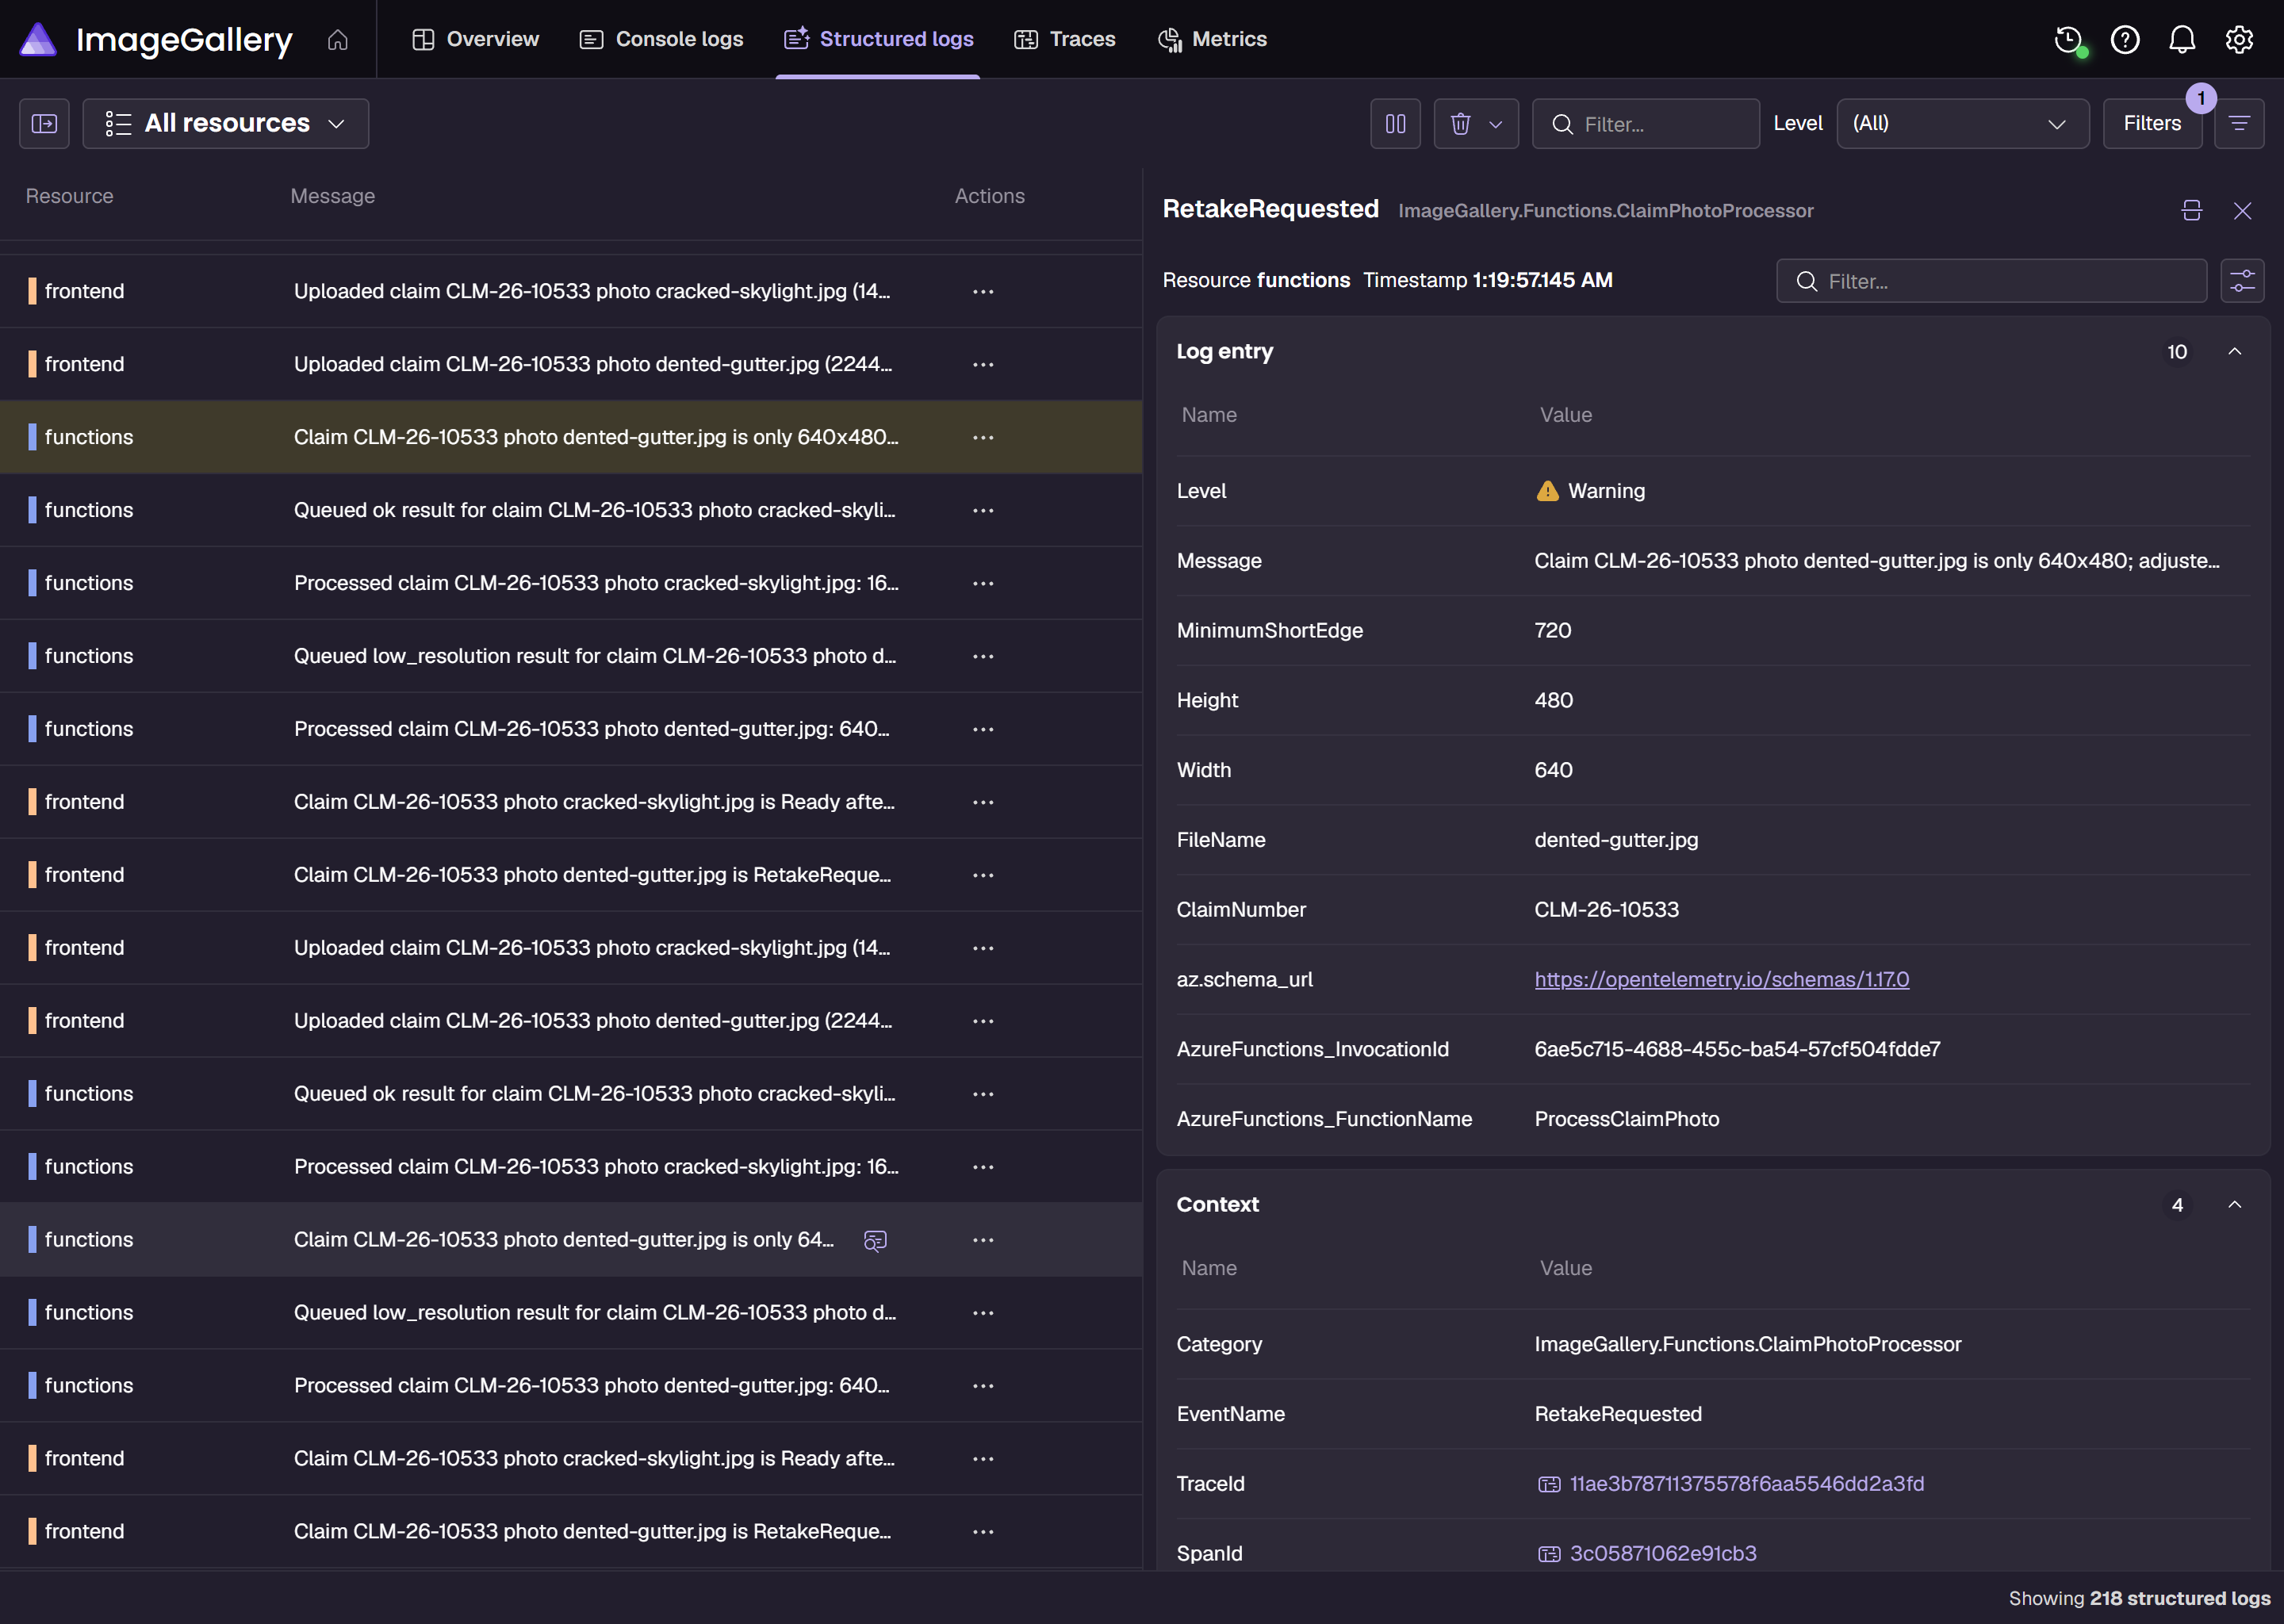 ImageGallery
Overview
Console logs
Structured logs
Traces
Metrics
All resources
Filter...
Level
(All)
Filters
1
Resource Message Actions
frontend Uploaded claim CLM-26-10533 photo cracked-skylight.jpg (14...
frontend Uploaded claim CLM-26-10533 photo dented-gutter.jpg (2244...
functions Claim CLM-26-10533 photo dented-gutter.jpg is only 640x480...
functions Queued ok result for claim CLM-26-10533 photo cracked-skyli...
functions Processed claim CLM-26-10533 photo cracked-skylight.jpg: 16...
functions Queued low_resolution result for claim CLM-26-10533 photo d...
functions Processed claim CLM-26-10533 photo dented-gutter.jpg: 640...
frontend Claim CLM-26-10533 photo cracked-skylight.jpg is Ready afte...
frontend Claim CLM-26-10533 photo dented-gutter.jpg is RetakeReque...
frontend Uploaded claim CLM-26-10533 photo cracked-skylight.jpg (14...
frontend Uploaded claim CLM-26-10533 photo dented-gutter.jpg (2244...
functions Queued ok result for claim CLM-26-10533 photo cracked-skyli...
functions Processed claim CLM-26-10533 photo cracked-skylight.jpg: 16...
functions Claim CLM-26-10533 photo dented-gutter.jpg is only 64...
functions Queued low_resolution result for claim CLM-26-10533 photo d...
functions Processed claim CLM-26-10533 photo dented-gutter.jpg: 640...
frontend Claim CLM-26-10533 photo cracked-skylight.jpg is Ready afte...
frontend Claim CLM-26-10533 photo dented-gutter.jpg is RetakeReque...
RetakeRequested ImageGallery.Functions.ClaimPhotoProcessor
Resource functions Timestamp 1:19:57.145 AM
Filter...
Log entry 10
Name Value
Level Warning
Message Claim CLM-26-10533 photo dented-gutter.jpg is only 640x480; adjuste...
MinimumShortEdge 720
Height 480
Width 640
FileName dented-gutter.jpg
ClaimNumber CLM-26-10533
az.schema_url https://opentelemetry.io/schemas/1.17.0
AzureFunctions_InvocationId 6ae5c715-4688-455c-ba54-57cf504fdde7
AzureFunctions_FunctionName ProcessClaimPhoto
Context 4
Name Value
Category ImageGallery.Functions.ClaimPhotoProcessor
EventName RetakeRequested
TraceId 11ae3b78711375578f6aa5546dd2a3fd
SpanId 3c05871062e91cb3
Showing 218 structured logs